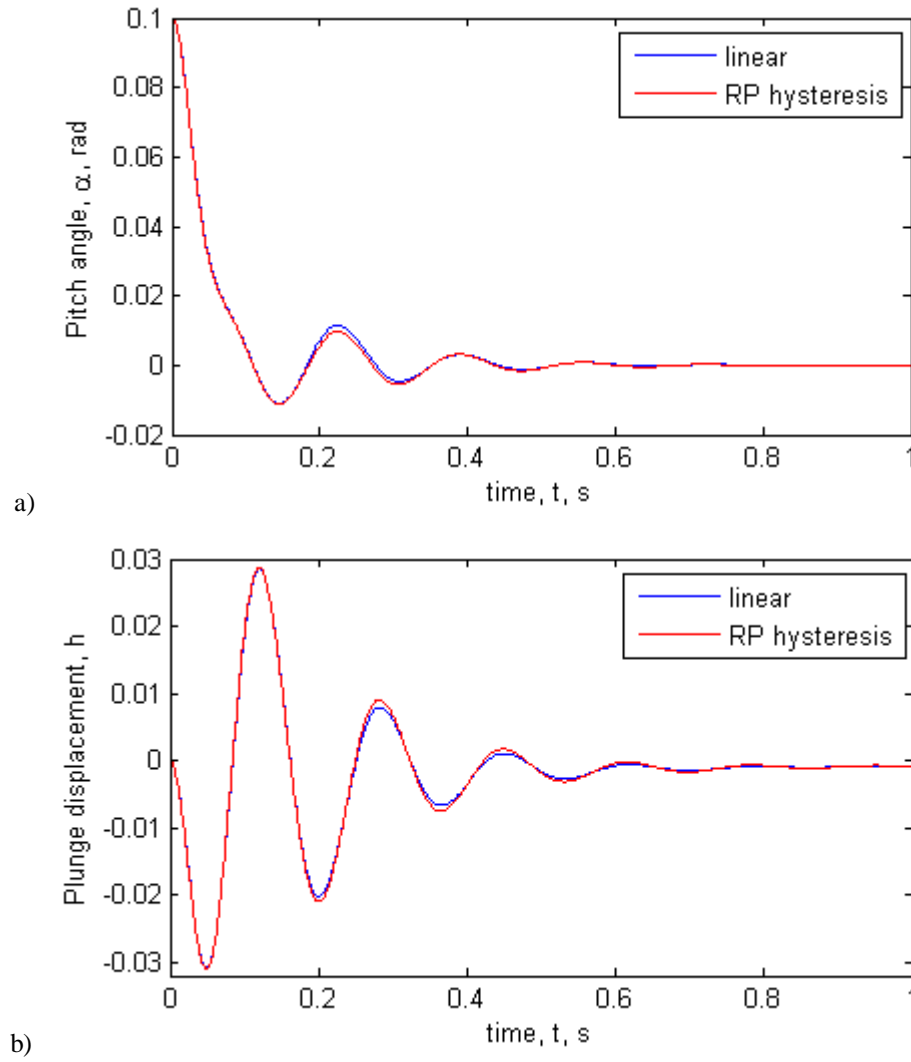 0.1
0.08
0.06
0.04
0.02
0
-0.02
Pitch angle, α, rad
linear
RP hysteresis
0 0.2 0.4 0.6 0.8 1
time, t, s
a)
0.03
0.02
0.01
0
-0.01
-0.02
-0.03
Plunge displacement, h
linear
RP hysteresis
0 0.2 0.4 0.6 0.8 1
time, t, s
b)